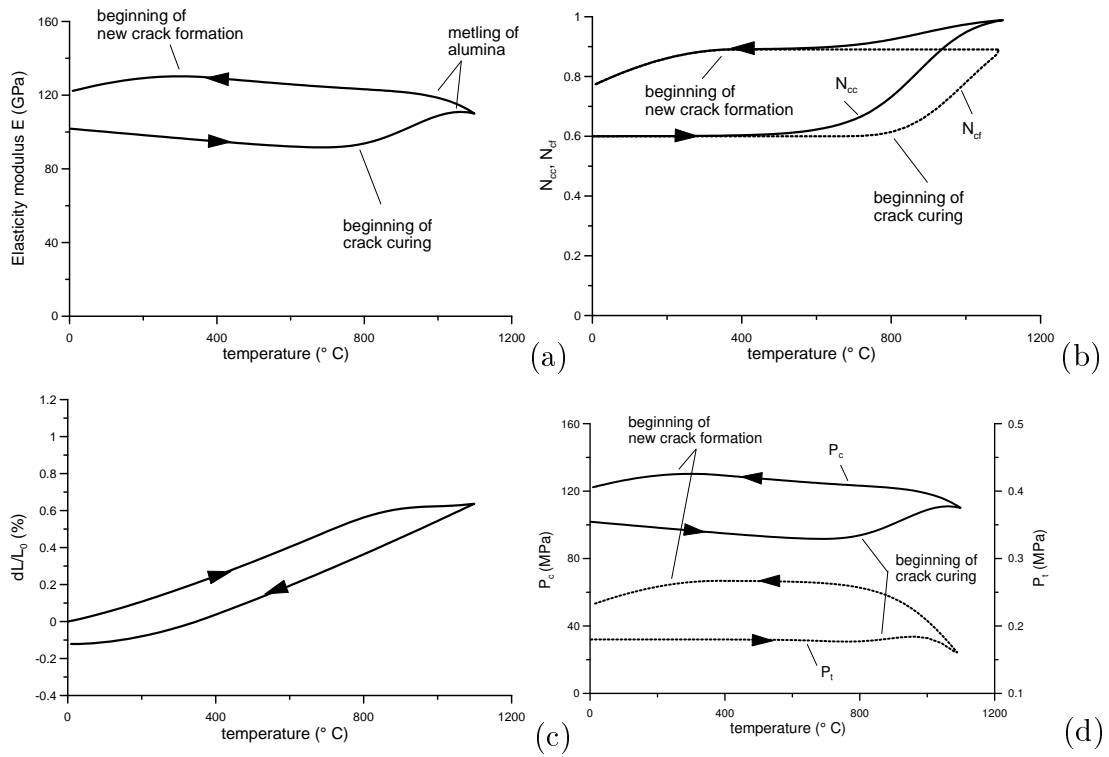 160
120
80
40
0
0
400
800
1200
Elasticity modulus E (GPa)
temperature (° C)
beginning of
new crack formation
metling of
alumina
beginning of
crack curing
(a)
1
0.8
0.6
0.4
0.2
0
0
400
800
1200
N_cc, N_cf
temperature (° C)
beginning of
new crack formation
N_cc
N_cf
beginning of
crack curing
(b)
1.2
1
0.8
0.6
0.4
0.2
0
-0.2
-0.4
0
400
800
1200
dL/L_0 (%)
temperature (° C)
(c)
160
120
80
40
0
0
400
800
1200
0.5
0.4
0.3
0.2
0.1
P_c (MPa)
P_t (MPa)
temperature (° C)
beginning of
new crack formation
P_c
beginning of
crack curing
P_t
(d)